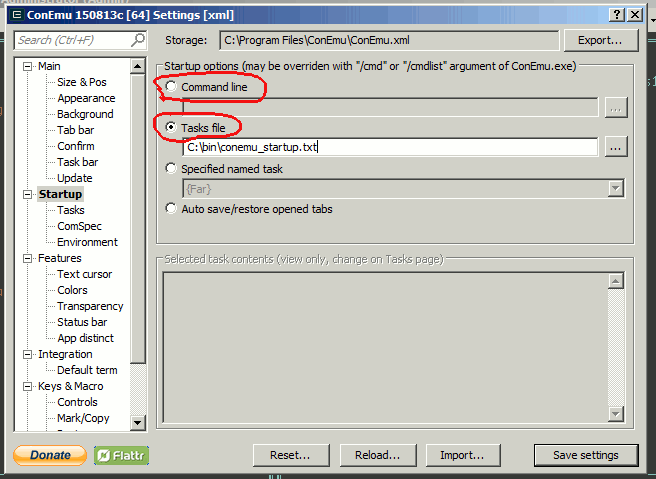 ConEmu 150813c [64] Settings [xml]
Search (Ctrl+F)
Storage: C:\Program Files\ConEmu\ConEmu.xml Export...
Main
Size & Pos
Appearance
Background
Tab bar
Confirm
Task bar
Update
Startup
Tasks
ComSpec
Environment
Features
Text cursor
Colors
Transparency
Status bar
App distinct
Integration
Default term
Keys & Macro
Controls
Mark/Copy
Startup options (may be overriden with "/cmd" or "/cmdlist" argument of ConEmu.exe)
Command line
...
Tasks file
C:\bin\conemu_startup.txt ...
Specified named task
{Far}
Auto save/restore opened tabs
Selected task contents (view only, change on Tasks page)
Donate Flattr Reset... Reload... Import... Save settings